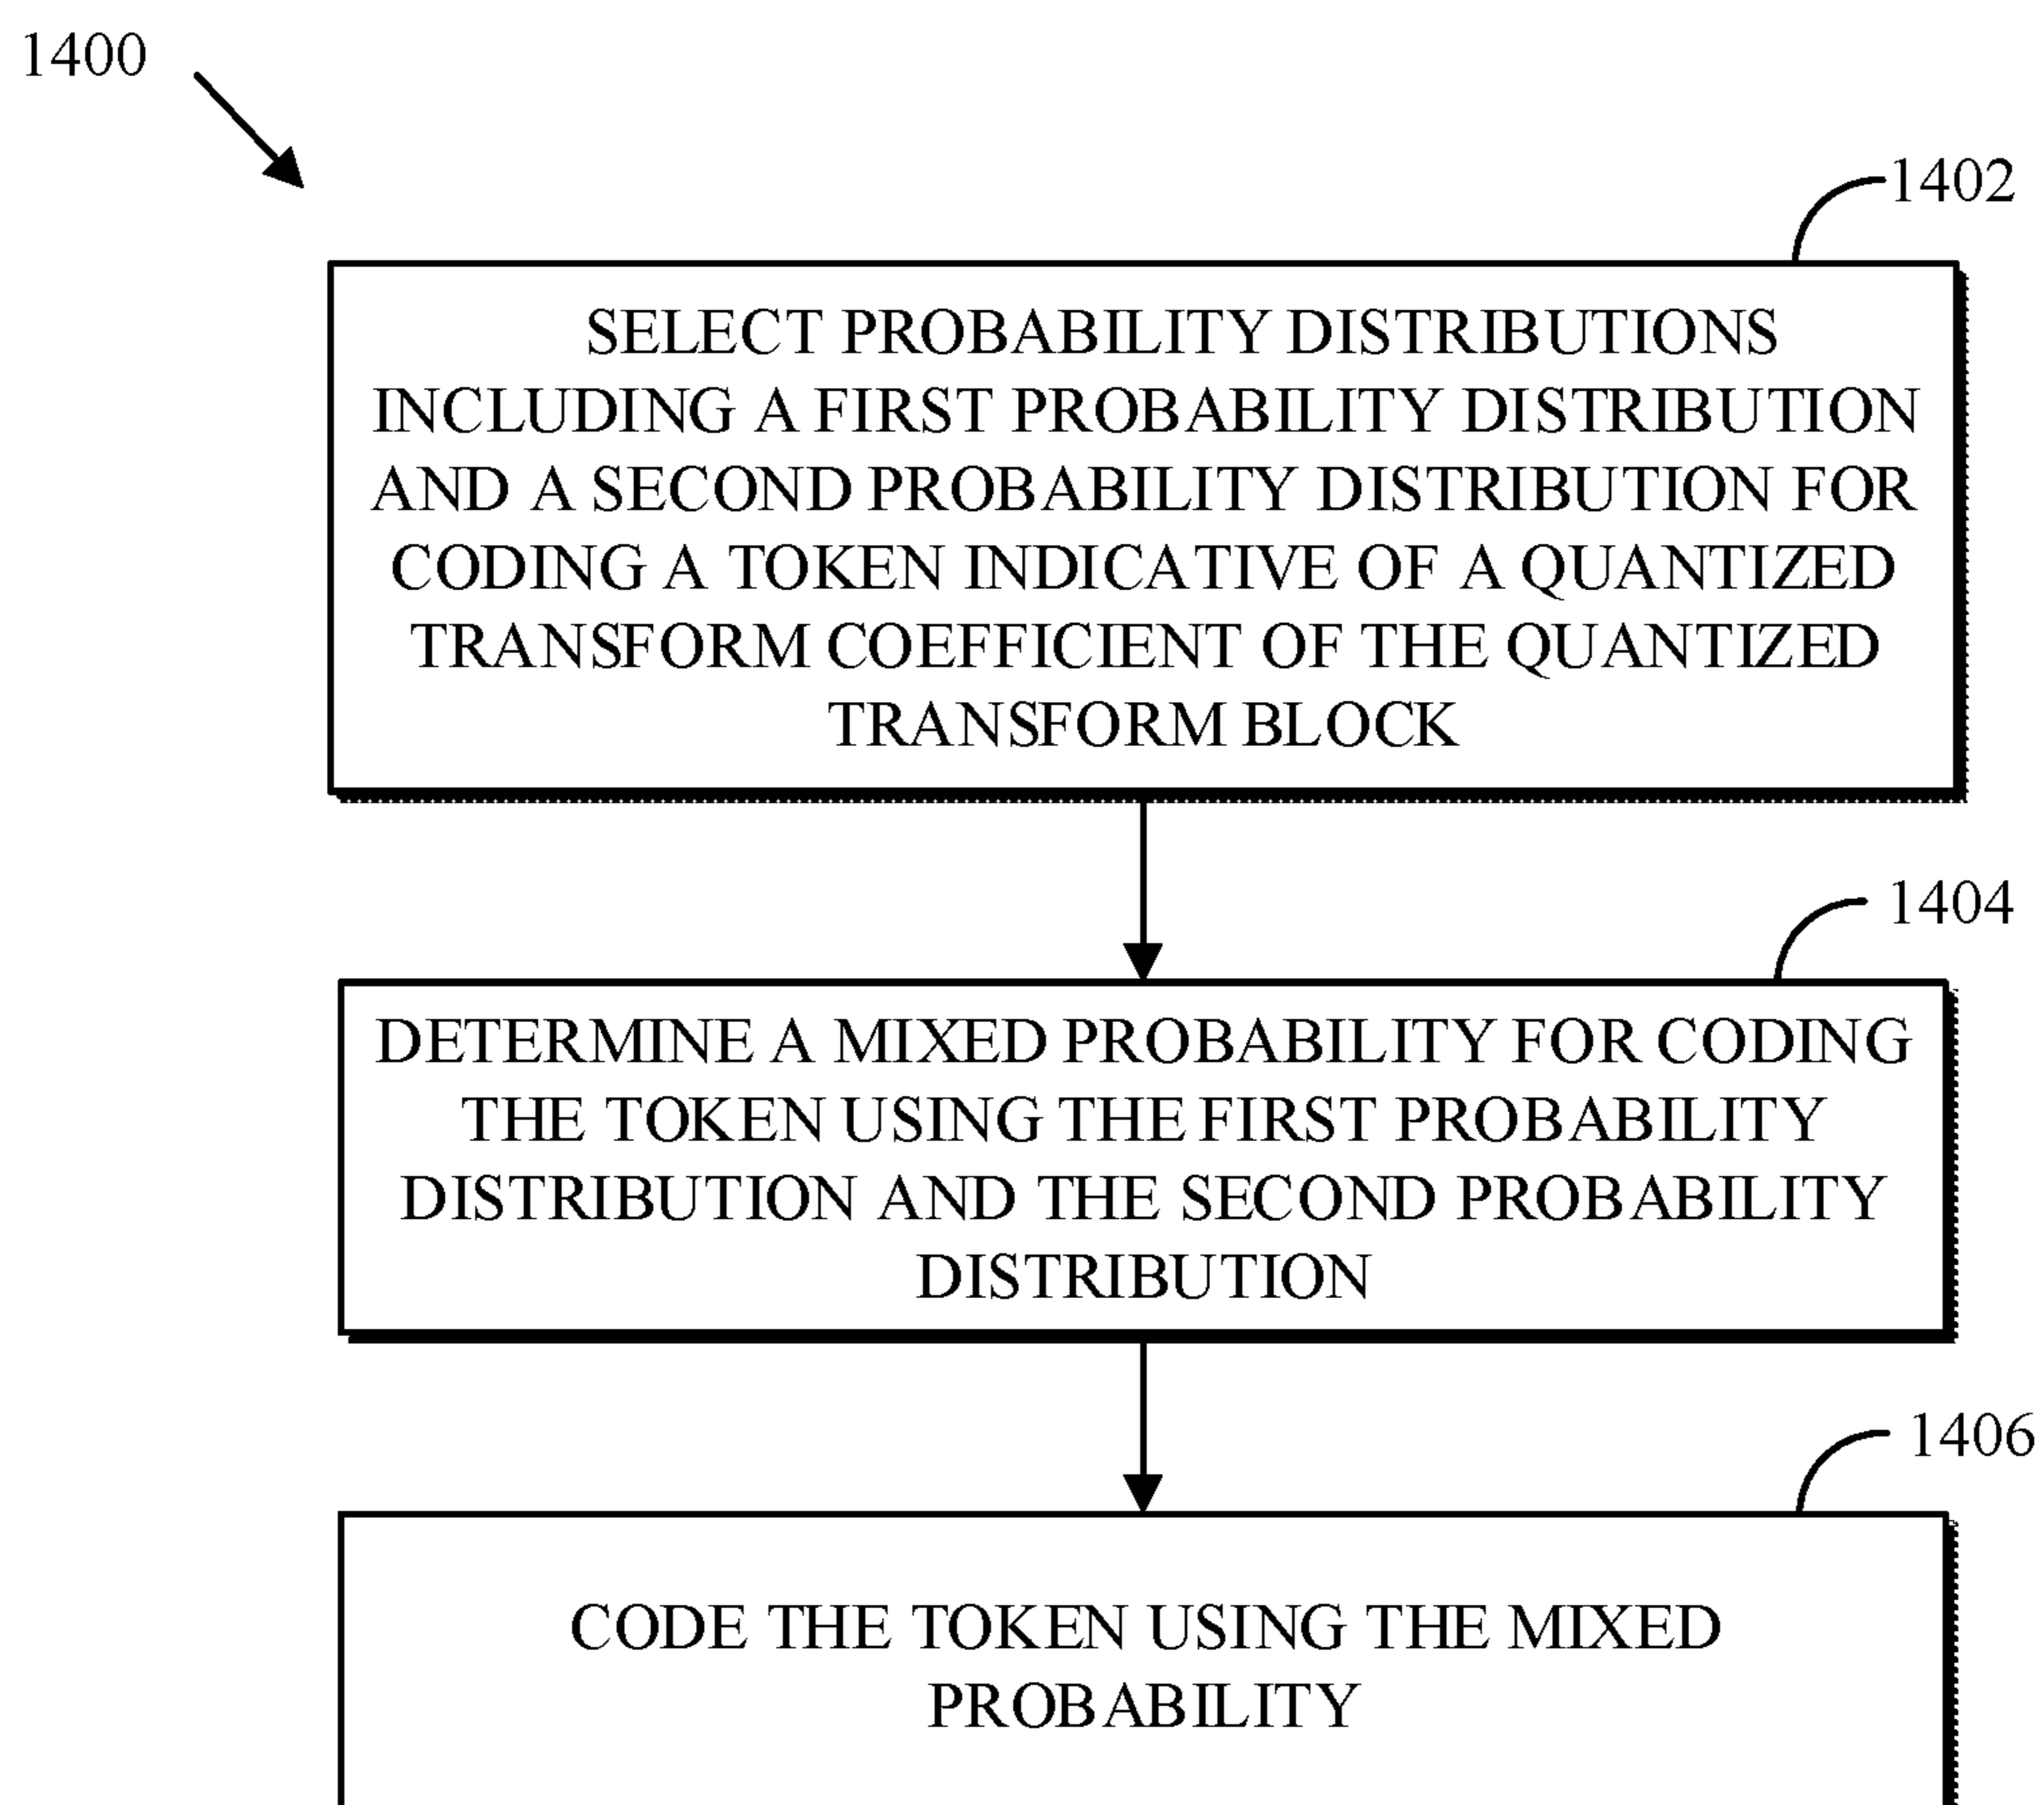 1400
1402
SELECT PROBABILITY DISTRIBUTIONS
INCLUDING A FIRST PROBABILITY DISTRIBUTION
AND A SECOND PROBABILITY DISTRIBUTION FOR
CODING A TOKEN INDICATIVE OF A QUANTIZED
TRANSFORM COEFFICIENT OF THE QUANTIZED
TRANSFORM BLOCK
1404
DETERMINE A MIXED PROBABILITY FOR CODING
THE TOKEN USING THE FIRST PROBABILITY
DISTRIBUTION AND THE SECOND PROBABILITY
DISTRIBUTION
1406
CODE THE TOKEN USING THE MIXED
PROBABILITY